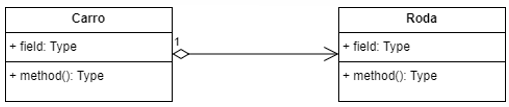 Carro
+ field: Type
+ method(): Type
1
Roda
+ field: Type
+ method(): Type